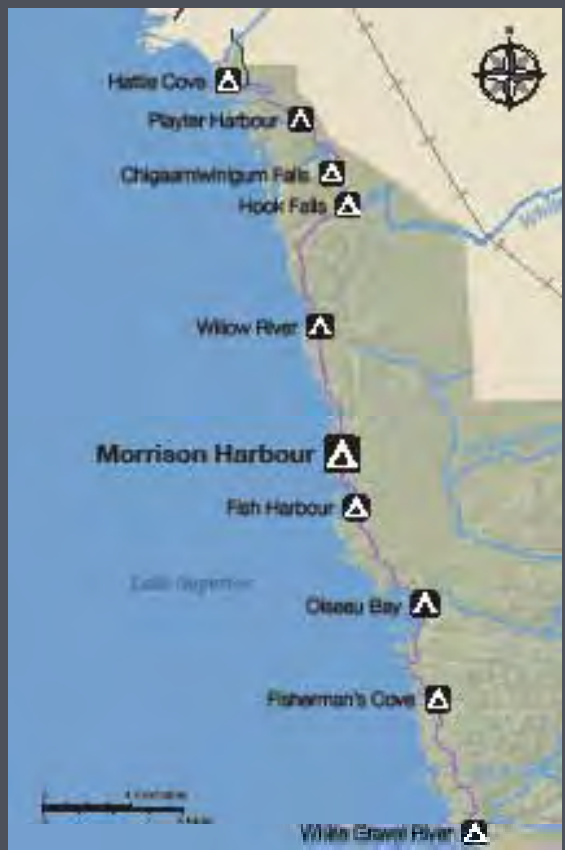 Hattie Cove
Playter Harbour
Chigaamiwinigum Falls
Hook Falls
White
Willow River
Morrison Harbour
Fish Harbour
Lake Superior
Oiseau Bay
Fisherman's Cove
White Gravel River